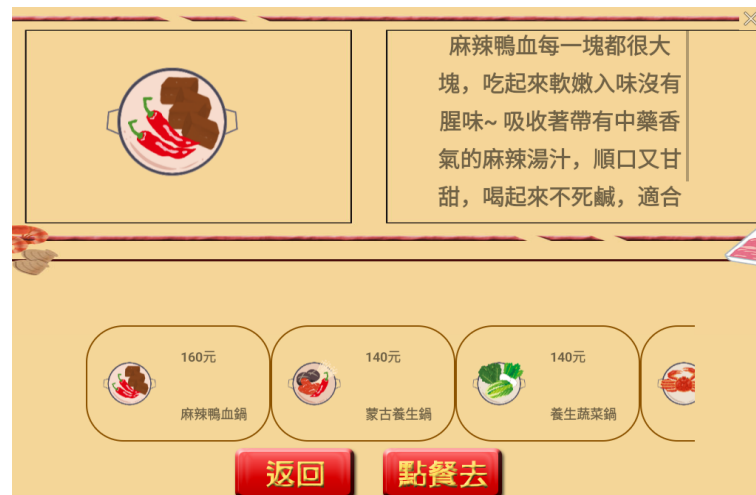 麻辣鴨血每一塊都很大
塊，吃起來軟嫩入味沒有
腥味~ 吸收著帶有中藥香
氣的麻辣湯汁，順口又甘
甜，喝起來不死鹹，適合
160元
麻辣鴨血鍋
140元
蒙古養生鍋
140元
養生蔬菜鍋
返回
點餐去